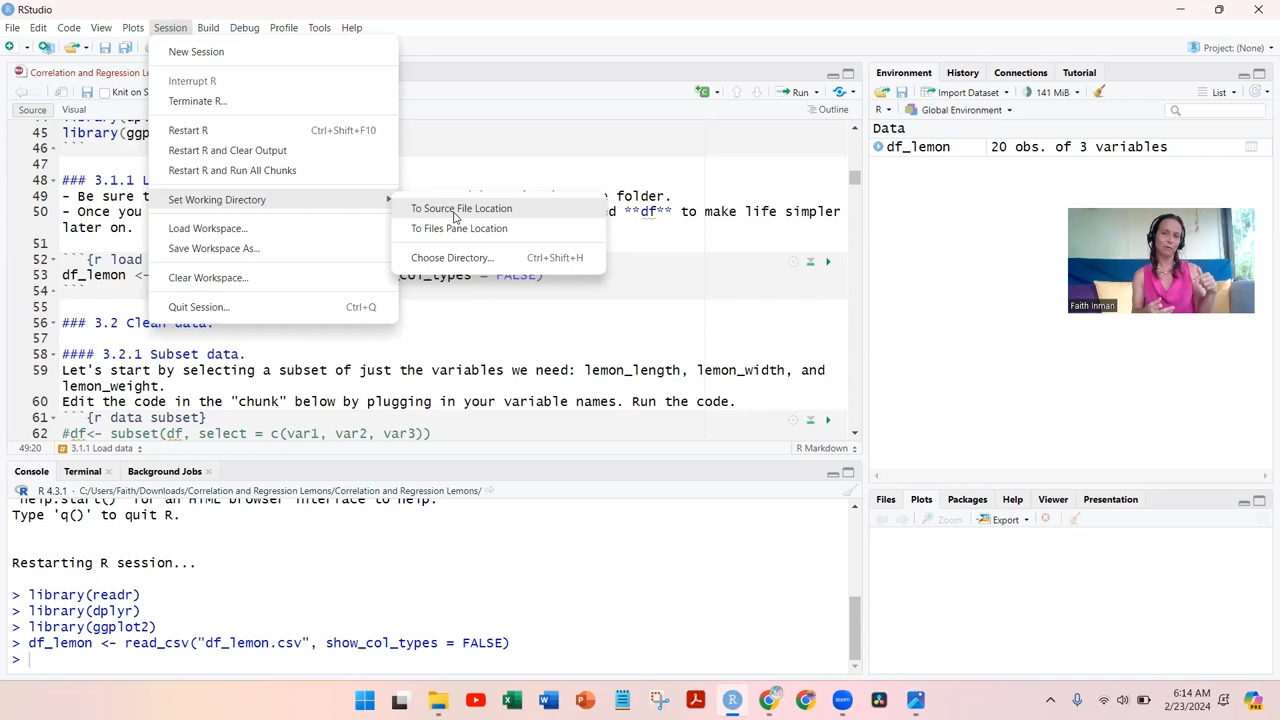 RStudio
File Edit Code View Plots Session Build Debug Profile Tools Help
Project: (None)
Correlation and Regression Le
Knit on S
Run
Source Visual
Outline
New Session
Interrupt R
Terminate R...
Restart R Ctrl+Shift+F10
Restart R and Clear Output
Restart R and Run All Chunks
Set Working Directory
Load Workspace...
Save Workspace As...
Clear Workspace...
Quit Session... Ctrl+Q
To Source File Location
To Files Pane Location
Choose Directory... Ctrl+Shift+H
45 library(ggp
46 ```
47
48 ### 3.1.1 L
49 - Be sure t folder.
50 - Once you d **df** to make life simpler
later on.
51
52 ```{r load
53 df_lemon <- col_types = FALSE)
54 ```
55
56 ### 3.2 Clean data.
57
58 #### 3.2.1 Subset data.
59 Let's start by selecting a subset of just the variables we need: lemon_length, lemon_width, and
lemon_weight.
60 Edit the code in the "chunk" below by plugging in your variable names. Run the code.
61 ```{r data subset}
62 #df<- subset(df, select = c(var1, var2, var3))
49:20 3.1.1 Load data R Markdown
Console Terminal Background Jobs
R 4.3.1 · C:/Users/Faith/Downloads/Correlation and Regression Lemons/Correlation and Regression Lemons/
'help.start()' for an HTML browser interface to help.
Type 'q()' to quit R.
Restarting R session...
> library(readr)
> library(dplyr)
> library(ggplot2)
> df_lemon <- read_csv("df_lemon.csv", show_col_types = FALSE)
>
Environment History Connections Tutorial
Import Dataset 141 MiB List
R Global Environment
Data
df_lemon 20 obs. of 3 variables
Faith Inman
Files Plots Packages Help Viewer Presentation
Zoom Export
6:14 AM
2/23/2024